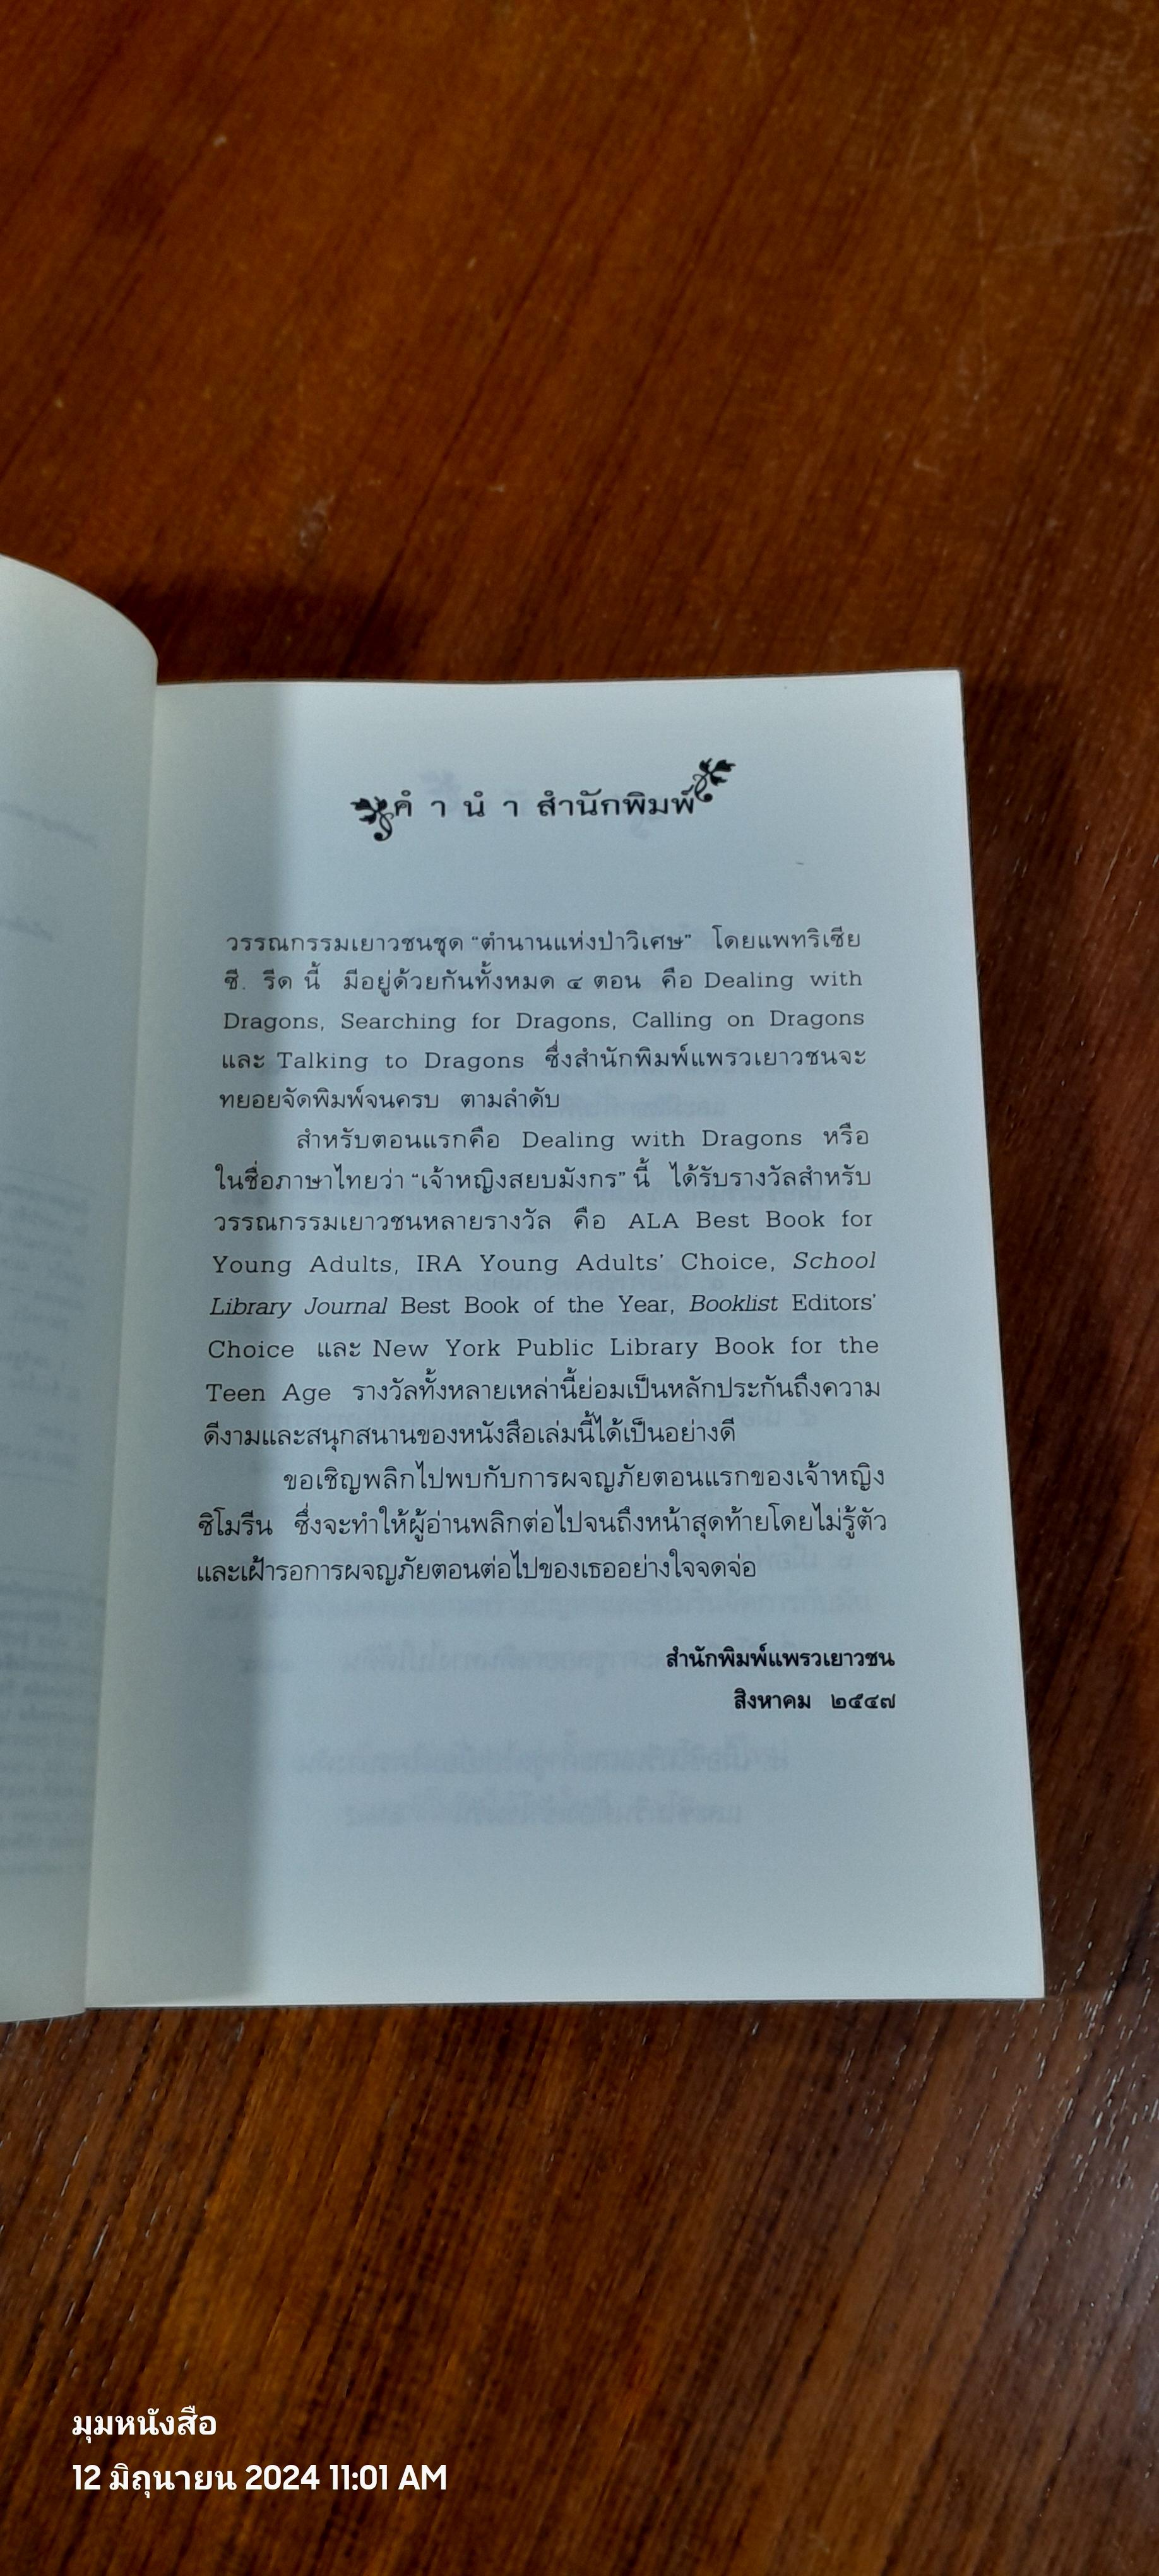 คำนำ สำนักพิมพ์
วรรณกรรมเยาวชนชุด “ตำนานแห่งป่าวิเศษ” โดยแพทริเซีย
ซี. รีด นี้ มีอยู่ด้วยกันทั้งหมด ๔ ตอน คือ Dealing with
Dragons, Searching for Dragons, Calling on Dragons
และ Talking to Dragons ซึ่งสำนักพิมพ์แพรวเยาวชนจะ
ทยอยจัดพิมพ์จนครบ ตามลำดับ
สำหรับตอนแรกคือ Dealing with Dragons หรือ
ในชื่อภาษาไทยว่า “เจ้าหญิงสยบมังกร” นี้ ได้รับรางวัลสำหรับ
วรรณกรรมเยาวชนหลายรางวัล คือ ALA Best Book for
Young Adults, IRA Young Adults’ Choice, School
Library Journal Best Book of the Year, Booklist Editors’
Choice และ New York Public Library Book for the
Teen Age รางวัลทั้งหลายเหล่านี้ย่อมเป็นหลักประกันถึงความ
ดีงามและสนุกสนานของหนังสือเล่มนี้ได้เป็นอย่างดี
ขอเชิญพลิกไปพบกับการผจญภัยตอนแรกของเจ้าหญิง
ซิโมรีน ซึ่งจะทำให้ผู้อ่านพลิกต่อไปจนถึงหน้าสุดท้ายโดยไม่รู้ตัว
และเฝ้ารอการผจญภัยตอนต่อไปของเธออย่างใจจดจ่อ
สำนักพิมพ์แพรวเยาวชน
สิงหาคม ๒๕๔๗
มุมหนังสือ
12 มิถุนายน 2024 11:01 AM